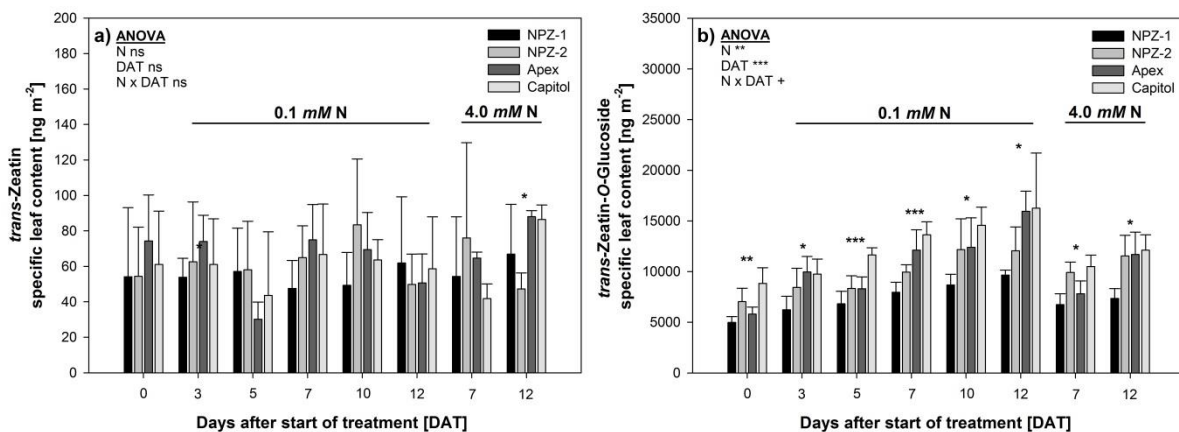 a) ANOVA
N ns
DAT ns
N x DAT ns
NPZ-1
NPZ-2
Apex
Capitol
0.1 mM N
4.0 mM N
*
*
trans-Zeatin
specific leaf content [ng m-2]
200
180
160
140
120
100
80
60
40
20
0
0 3 5 7 10 12 7 12
Days after start of treatment [DAT]
b) ANOVA
N **
DAT ***
N x DAT +
NPZ-1
NPZ-2
Apex
Capitol
0.1 mM N
4.0 mM N
** * *** *** * * * *
trans-Zeatin-O-Glucoside
specific leaf content [ng m-2]
35000
30000
25000
20000
15000
10000
5000
0
0 3 5 7 10 12 7 12
Days after start of treatment [DAT]